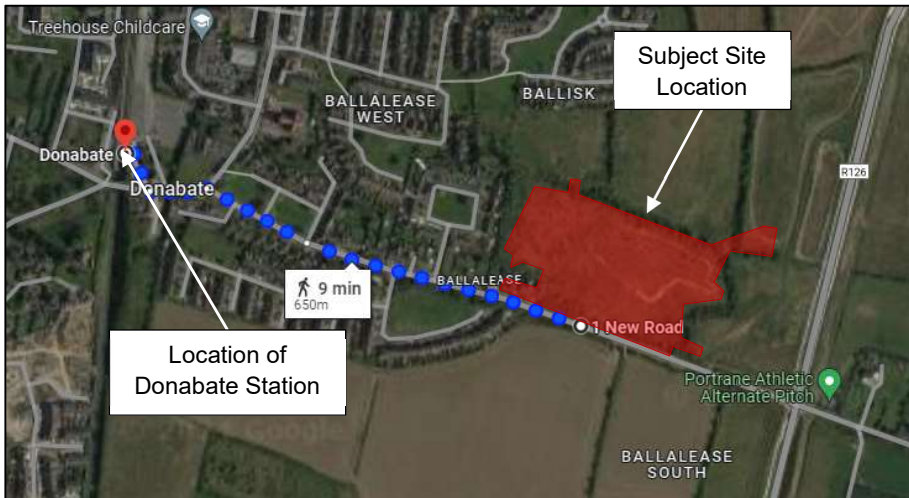 Treehouse Childcare
Subject Site
Location
BALLALEASE
WEST
BALLISK
Donabate
Donabate
R126
9 min
650m
BALLALEASE
1 New Road
Location of
Donabate Station
Portrane Athletic
Alternate Pitch
Google
BALLALEASE
SOUTH